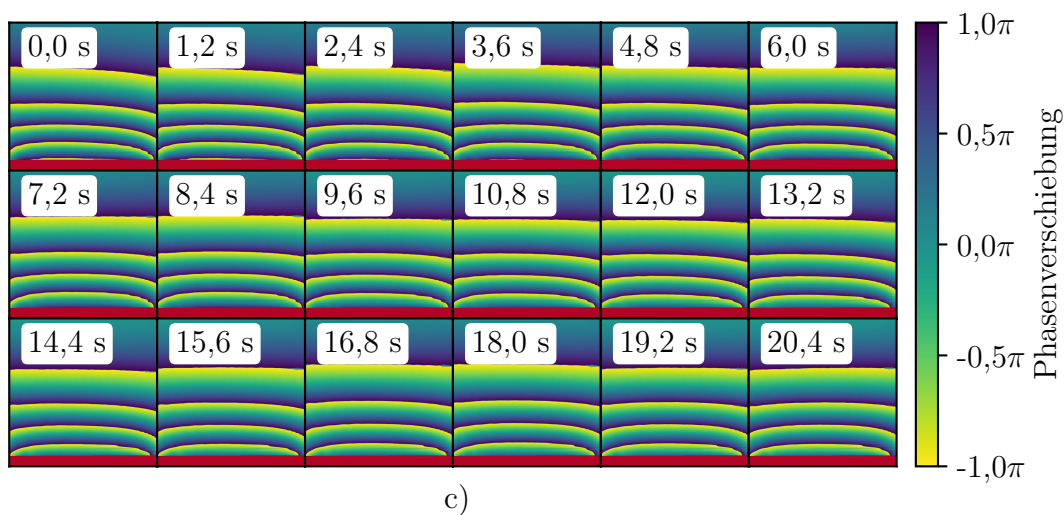 0,0 s 1,2 s 2,4 s 3,6 s 4,8 s 6,0 s
7,2 s 8,4 s 9,6 s 10,8 s 12,0 s 13,2 s
14,4 s 15,6 s 16,8 s 18,0 s 19,2 s 20,4 s
1,0π
0,5π
0,0π
-0,5π
-1,0π
Phasenverschiebung
c)